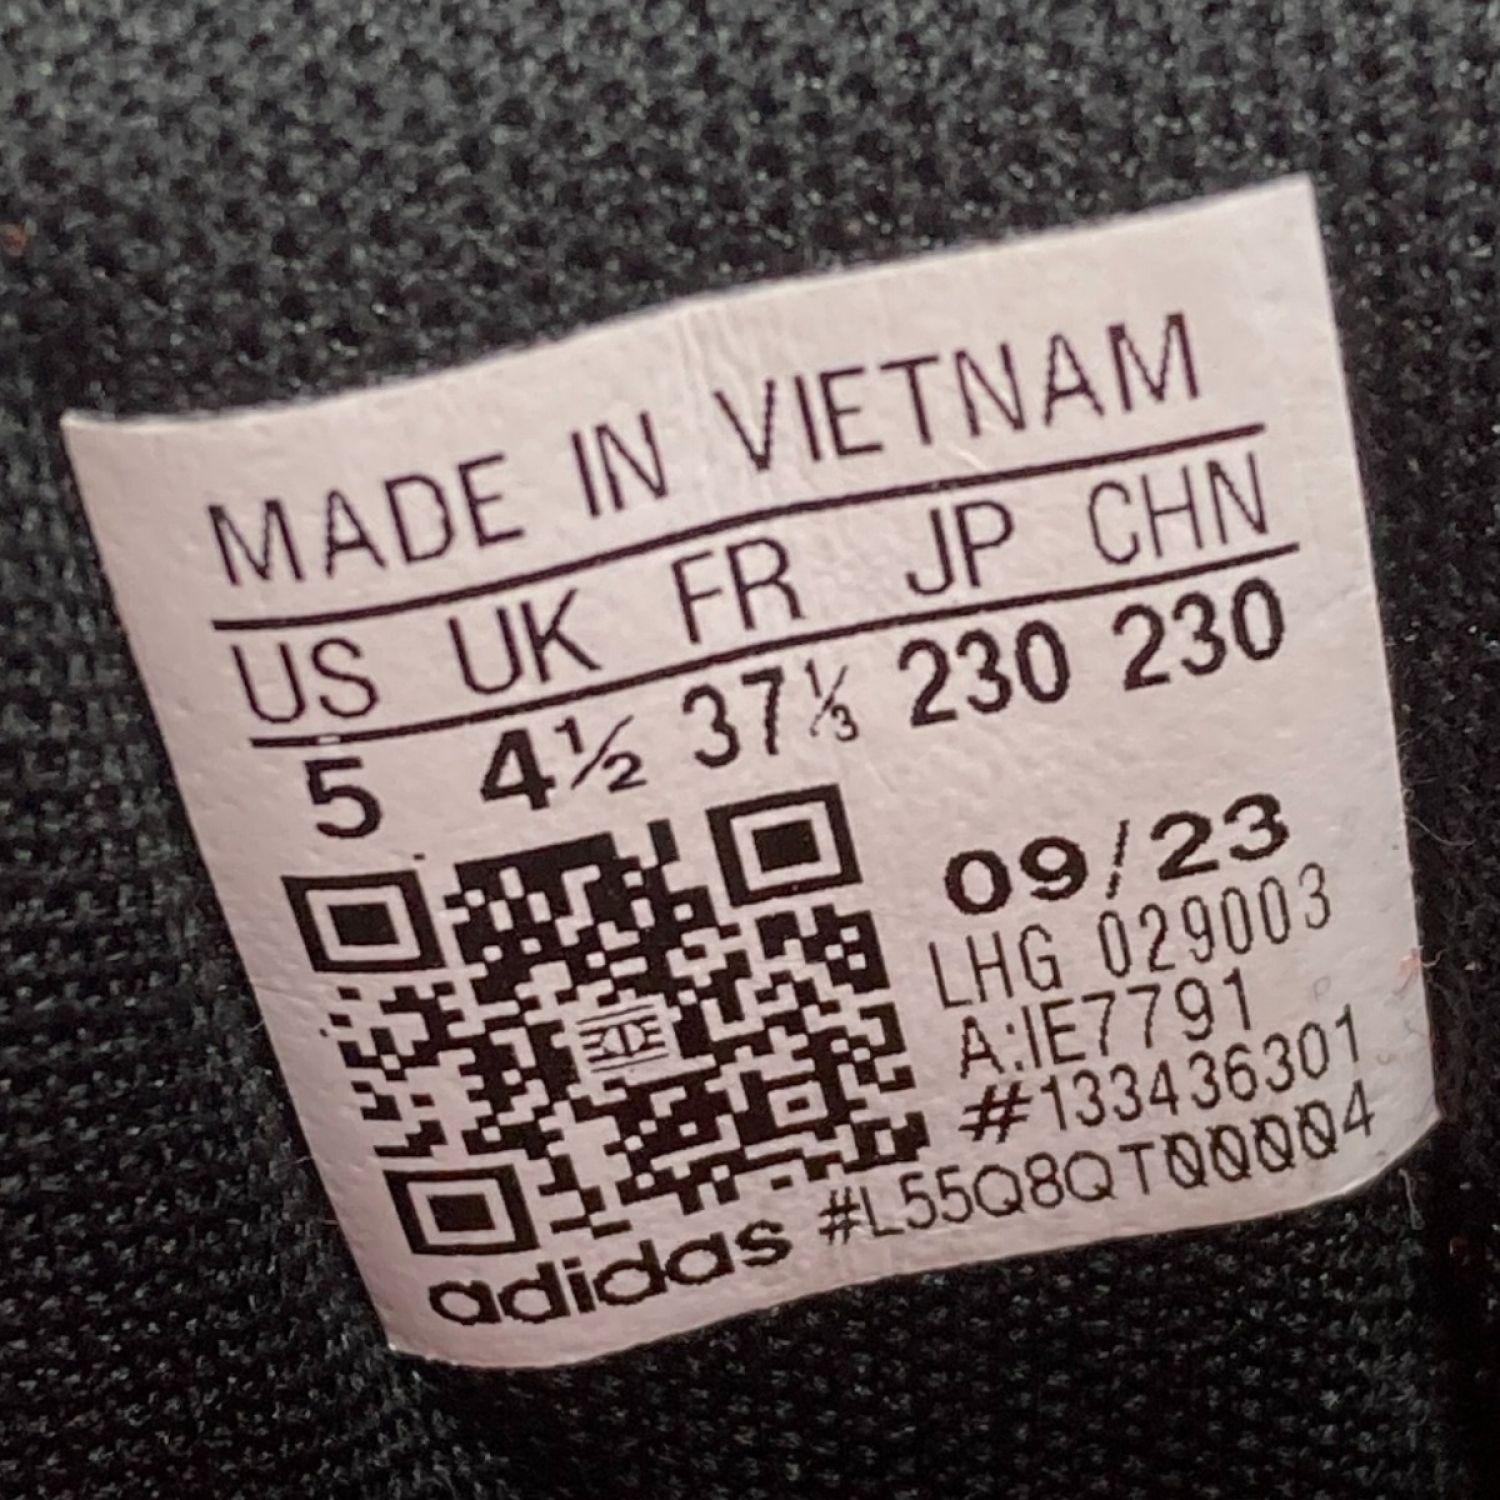 MADE IN VIETNAM
US UK FR JP CHN
5 4½ 37⅓ 230 230
09/23
LHG 029003
A:IE7791
#133436301
adidas #L55Q8QT00004